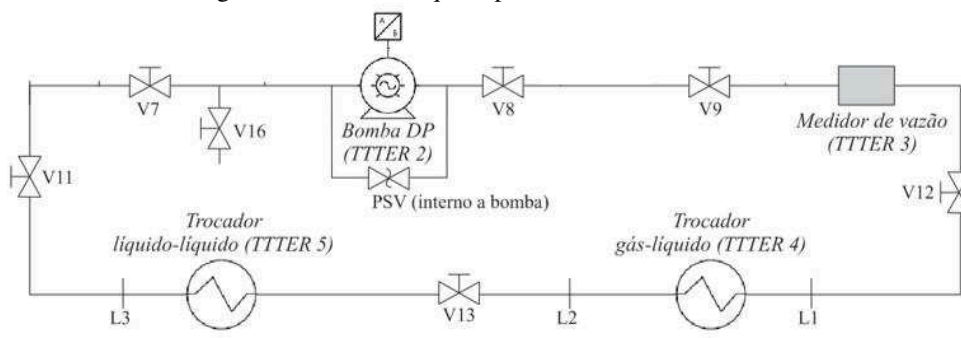 A
B
V7
V16
Bomba DP
(TTTER 2)
PSV (interno a bomba)
V8
V9
Medidor de vazão
(TTTER 3)
V11
V12
Trocador
líquido-líquido (TTTER 5)
Trocador
gás-líquido (TTTER 4)
L3
V13
L2
L1